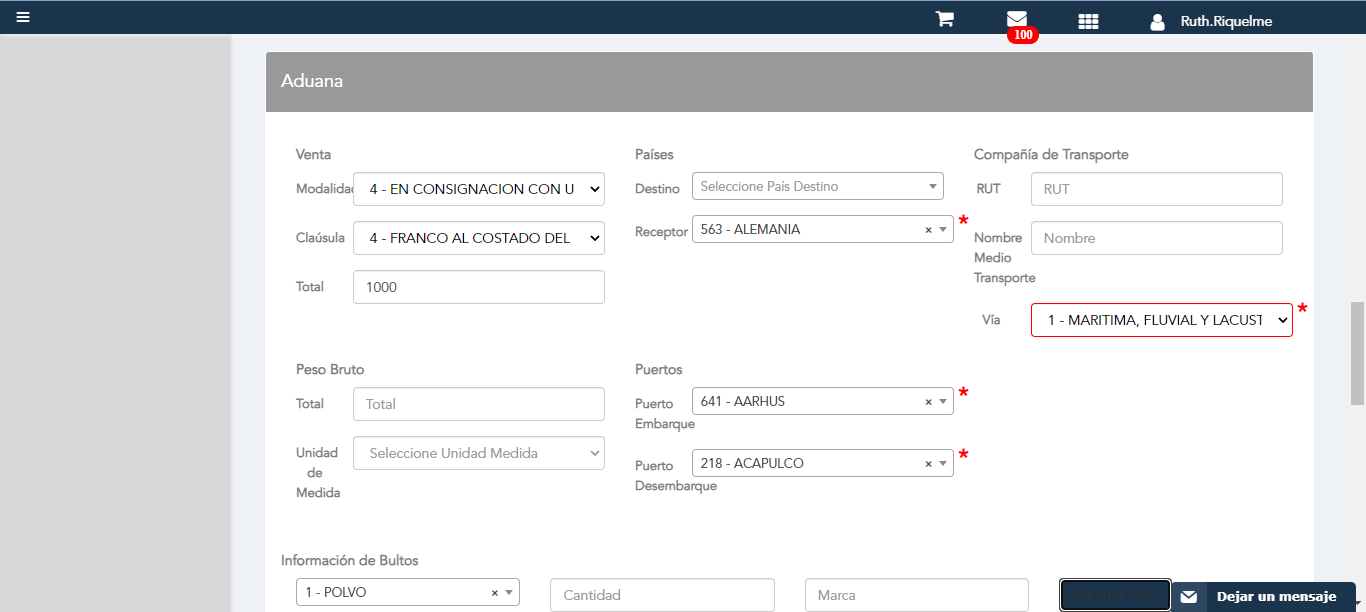 Ruth.Riquelme
100
Aduana
Venta
Modalidad
4 - EN CONSIGNACION CON U
Claúsula
4 - FRANCO AL COSTADO DEL
Total
1000
Países
Destino
Seleccione País Destino
Receptor
563 - ALEMANIA × *
Compañía de Transporte
RUT
RUT
Nombre
Medio
Transporte
Nombre
Vía
1 - MARITIMA, FLUVIAL Y LACUST *
Peso Bruto
Total
Total
Unidad
de
Medida
Seleccione Unidad Medida
Puertos
Puerto
Embarque
641 - AARHUS × *
Puerto
Desembarque
218 - ACAPULCO × *
Información de Bultos
1 - POLVO ×
Cantidad
Marca
Dejar un mensaje